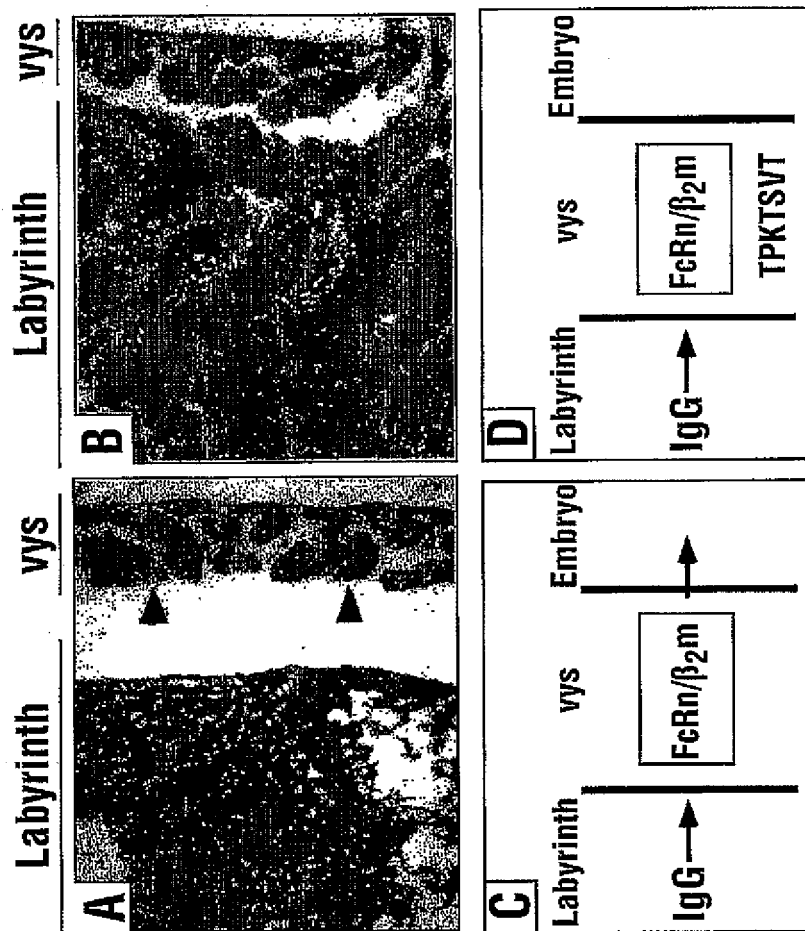 Labyrinth vys
A
Labyrinth vys
B
C
Labyrinth vys Embryo
IgG FcRn/β₂m
D
Labyrinth vys Embryo
IgG FcRn/β₂m
TPKTSVT